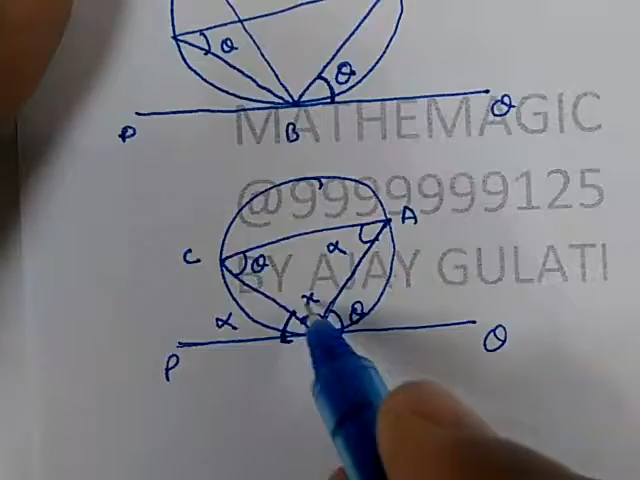 θ θ
P B Q
MATHEMAGIC
@9999999125
A
C θ α
BY AJAY GULATI
x
α θ
P Q